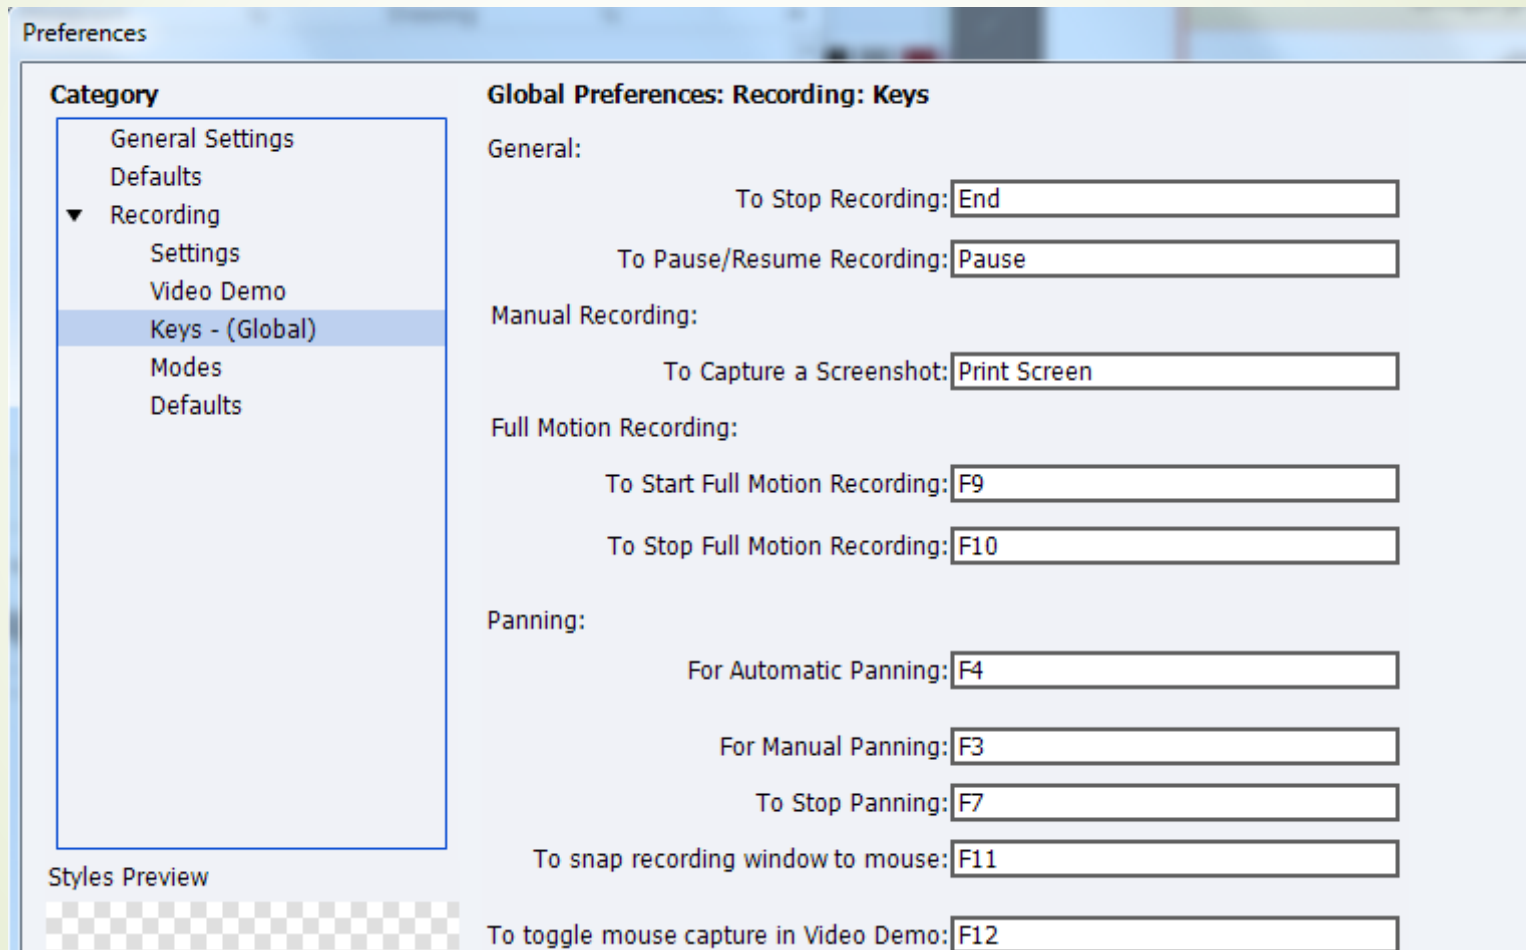 Preferences
Category
General Settings
Defaults
Recording
Settings
Video Demo
Keys - (Global)
Modes
Defaults
Styles Preview
Global Preferences: Recording: Keys
General:
To Stop Recording: End
To Pause/Resume Recording: Pause
Manual Recording:
To Capture a Screenshot: Print Screen
Full Motion Recording:
To Start Full Motion Recording: F9
To Stop Full Motion Recording: F10
Panning:
For Automatic Panning: F4
For Manual Panning: F3
To Stop Panning: F7
To snap recording window to mouse: F11
To toggle mouse capture in Video Demo: F12